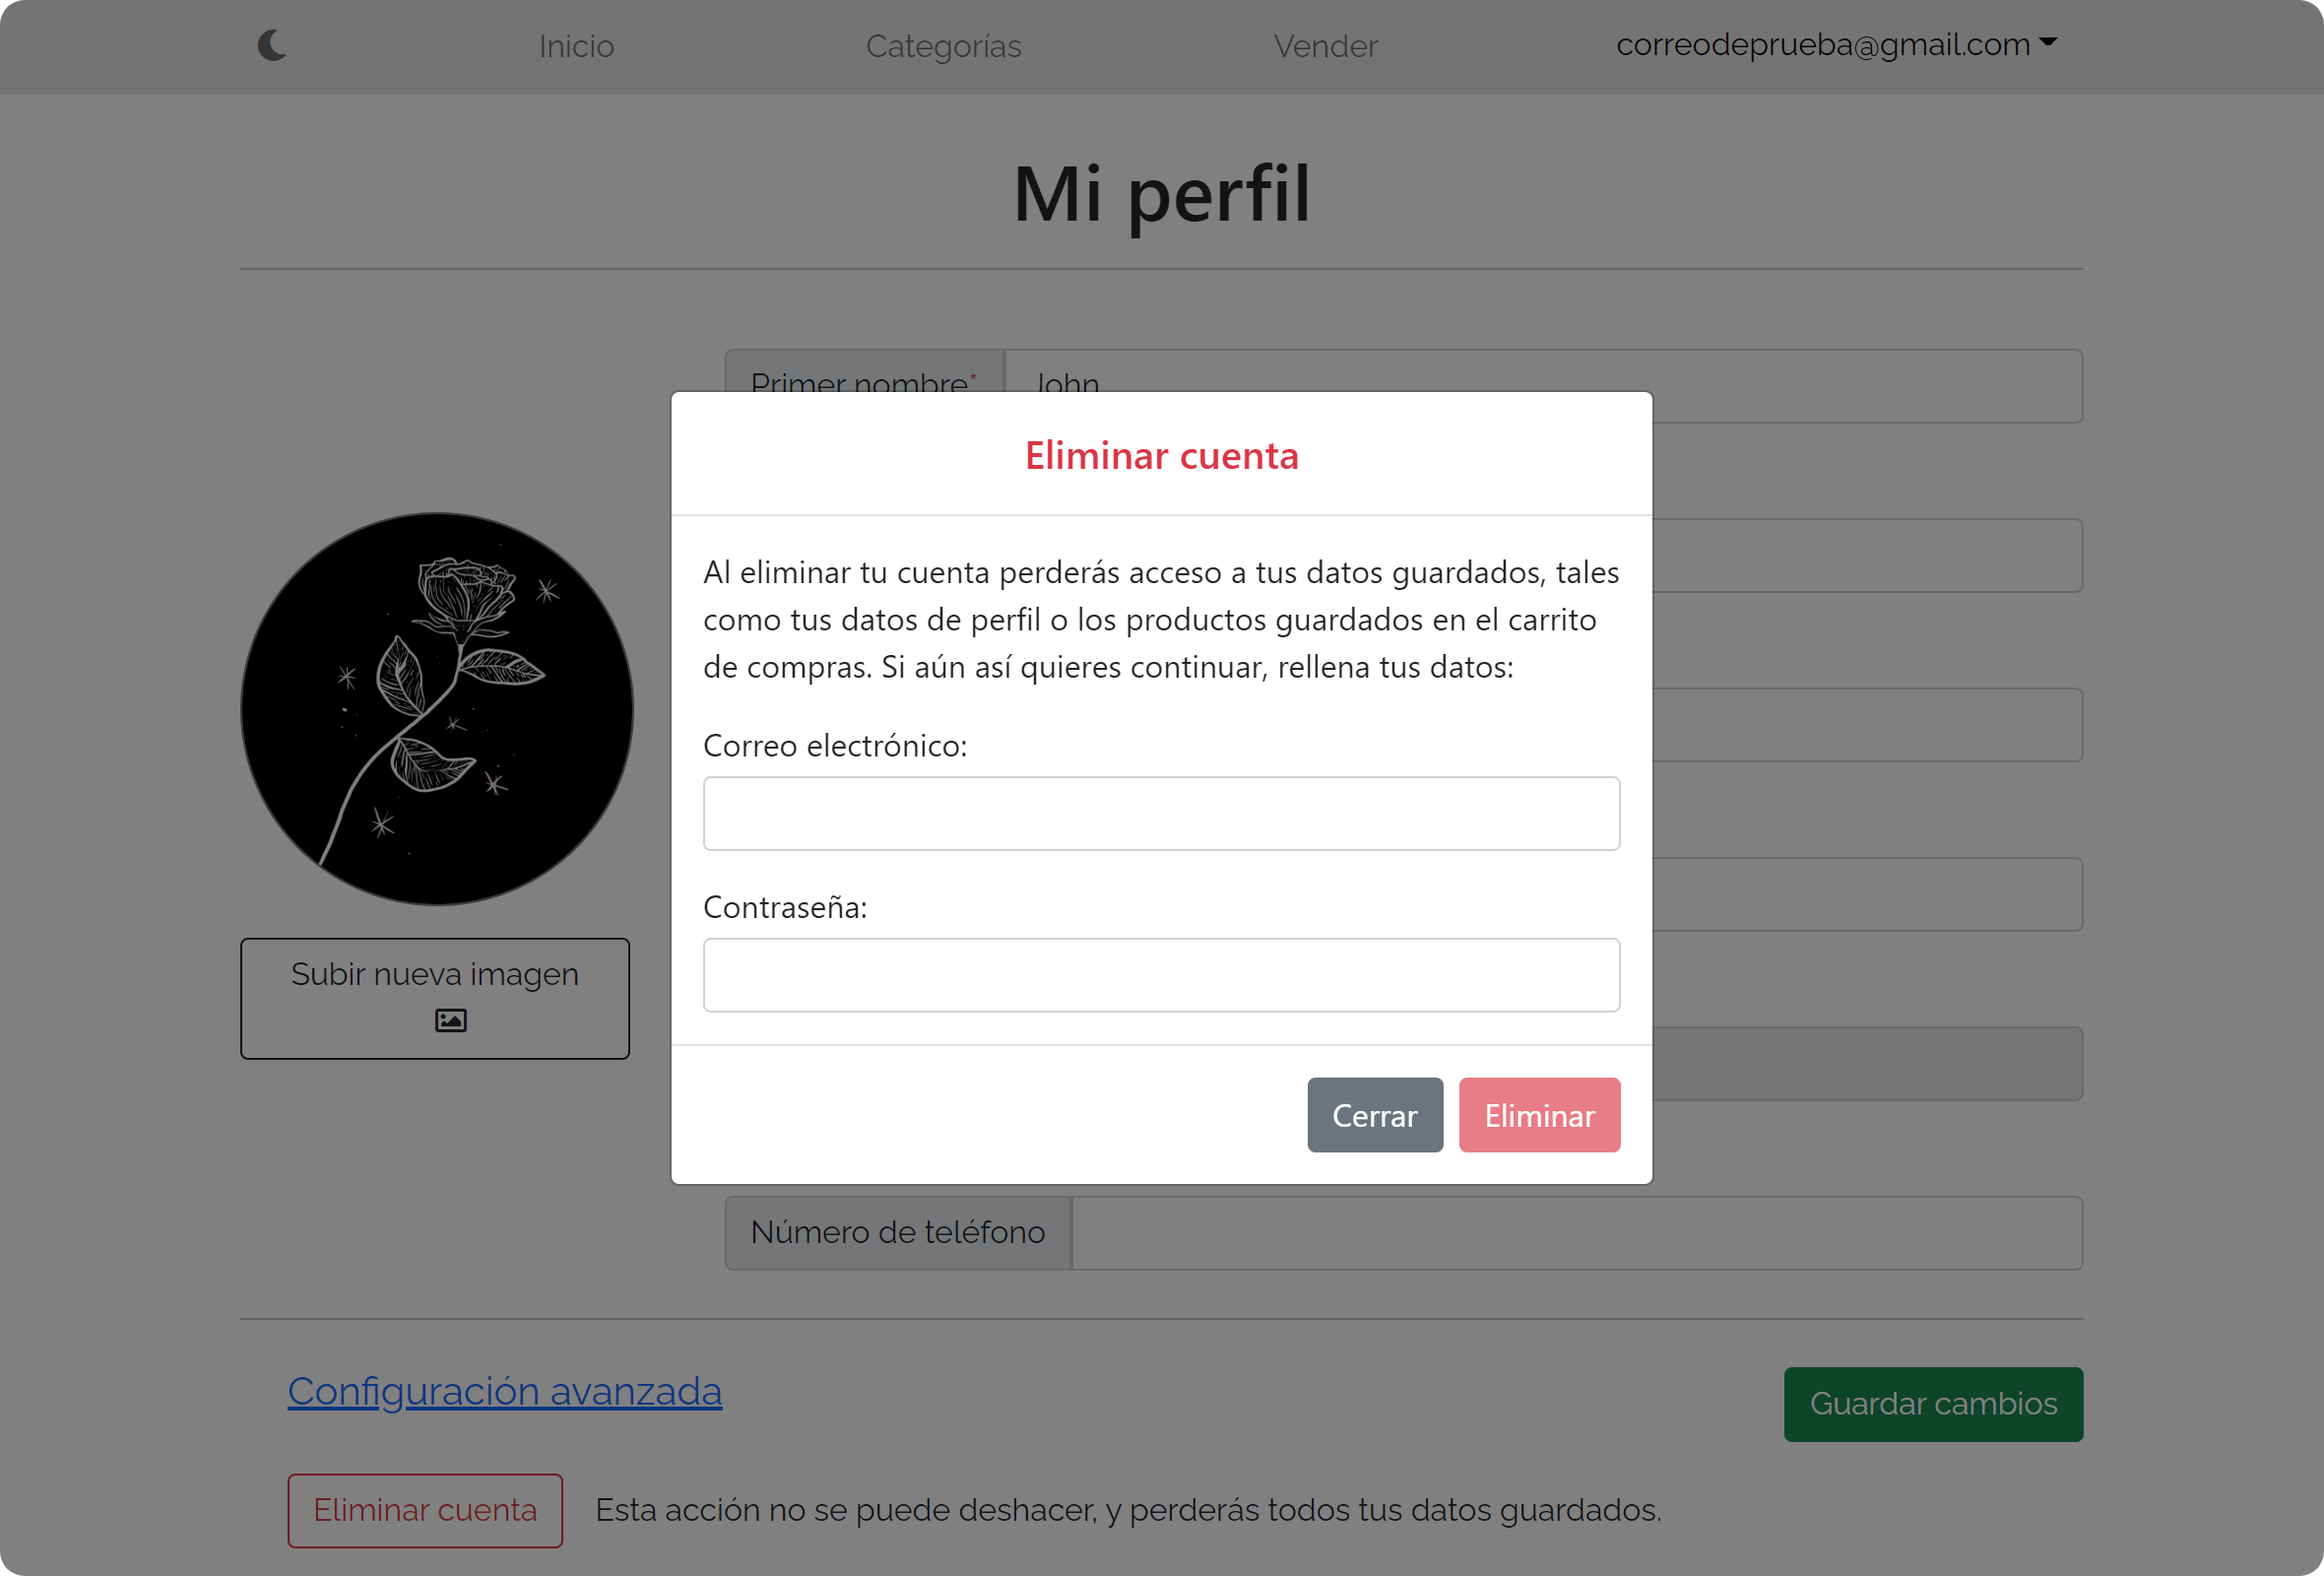 Inicio
Categorías
Vender
correodeprueba@gmail.com
Mi perfil
Primer nombre*
John
Eliminar cuenta
Al eliminar tu cuenta perderás acceso a tus datos guardados, tales
como tus datos de perfil o los productos guardados en el carrito
de compras. Si aún así quieres continuar, rellena tus datos:
Correo electrónico:
Contraseña:
Cerrar
Eliminar
Subir nueva imagen
Número de teléfono
Configuración avanzada
Guardar cambios
Eliminar cuenta
Esta acción no se puede deshacer, y perderás todos tus datos guardados.